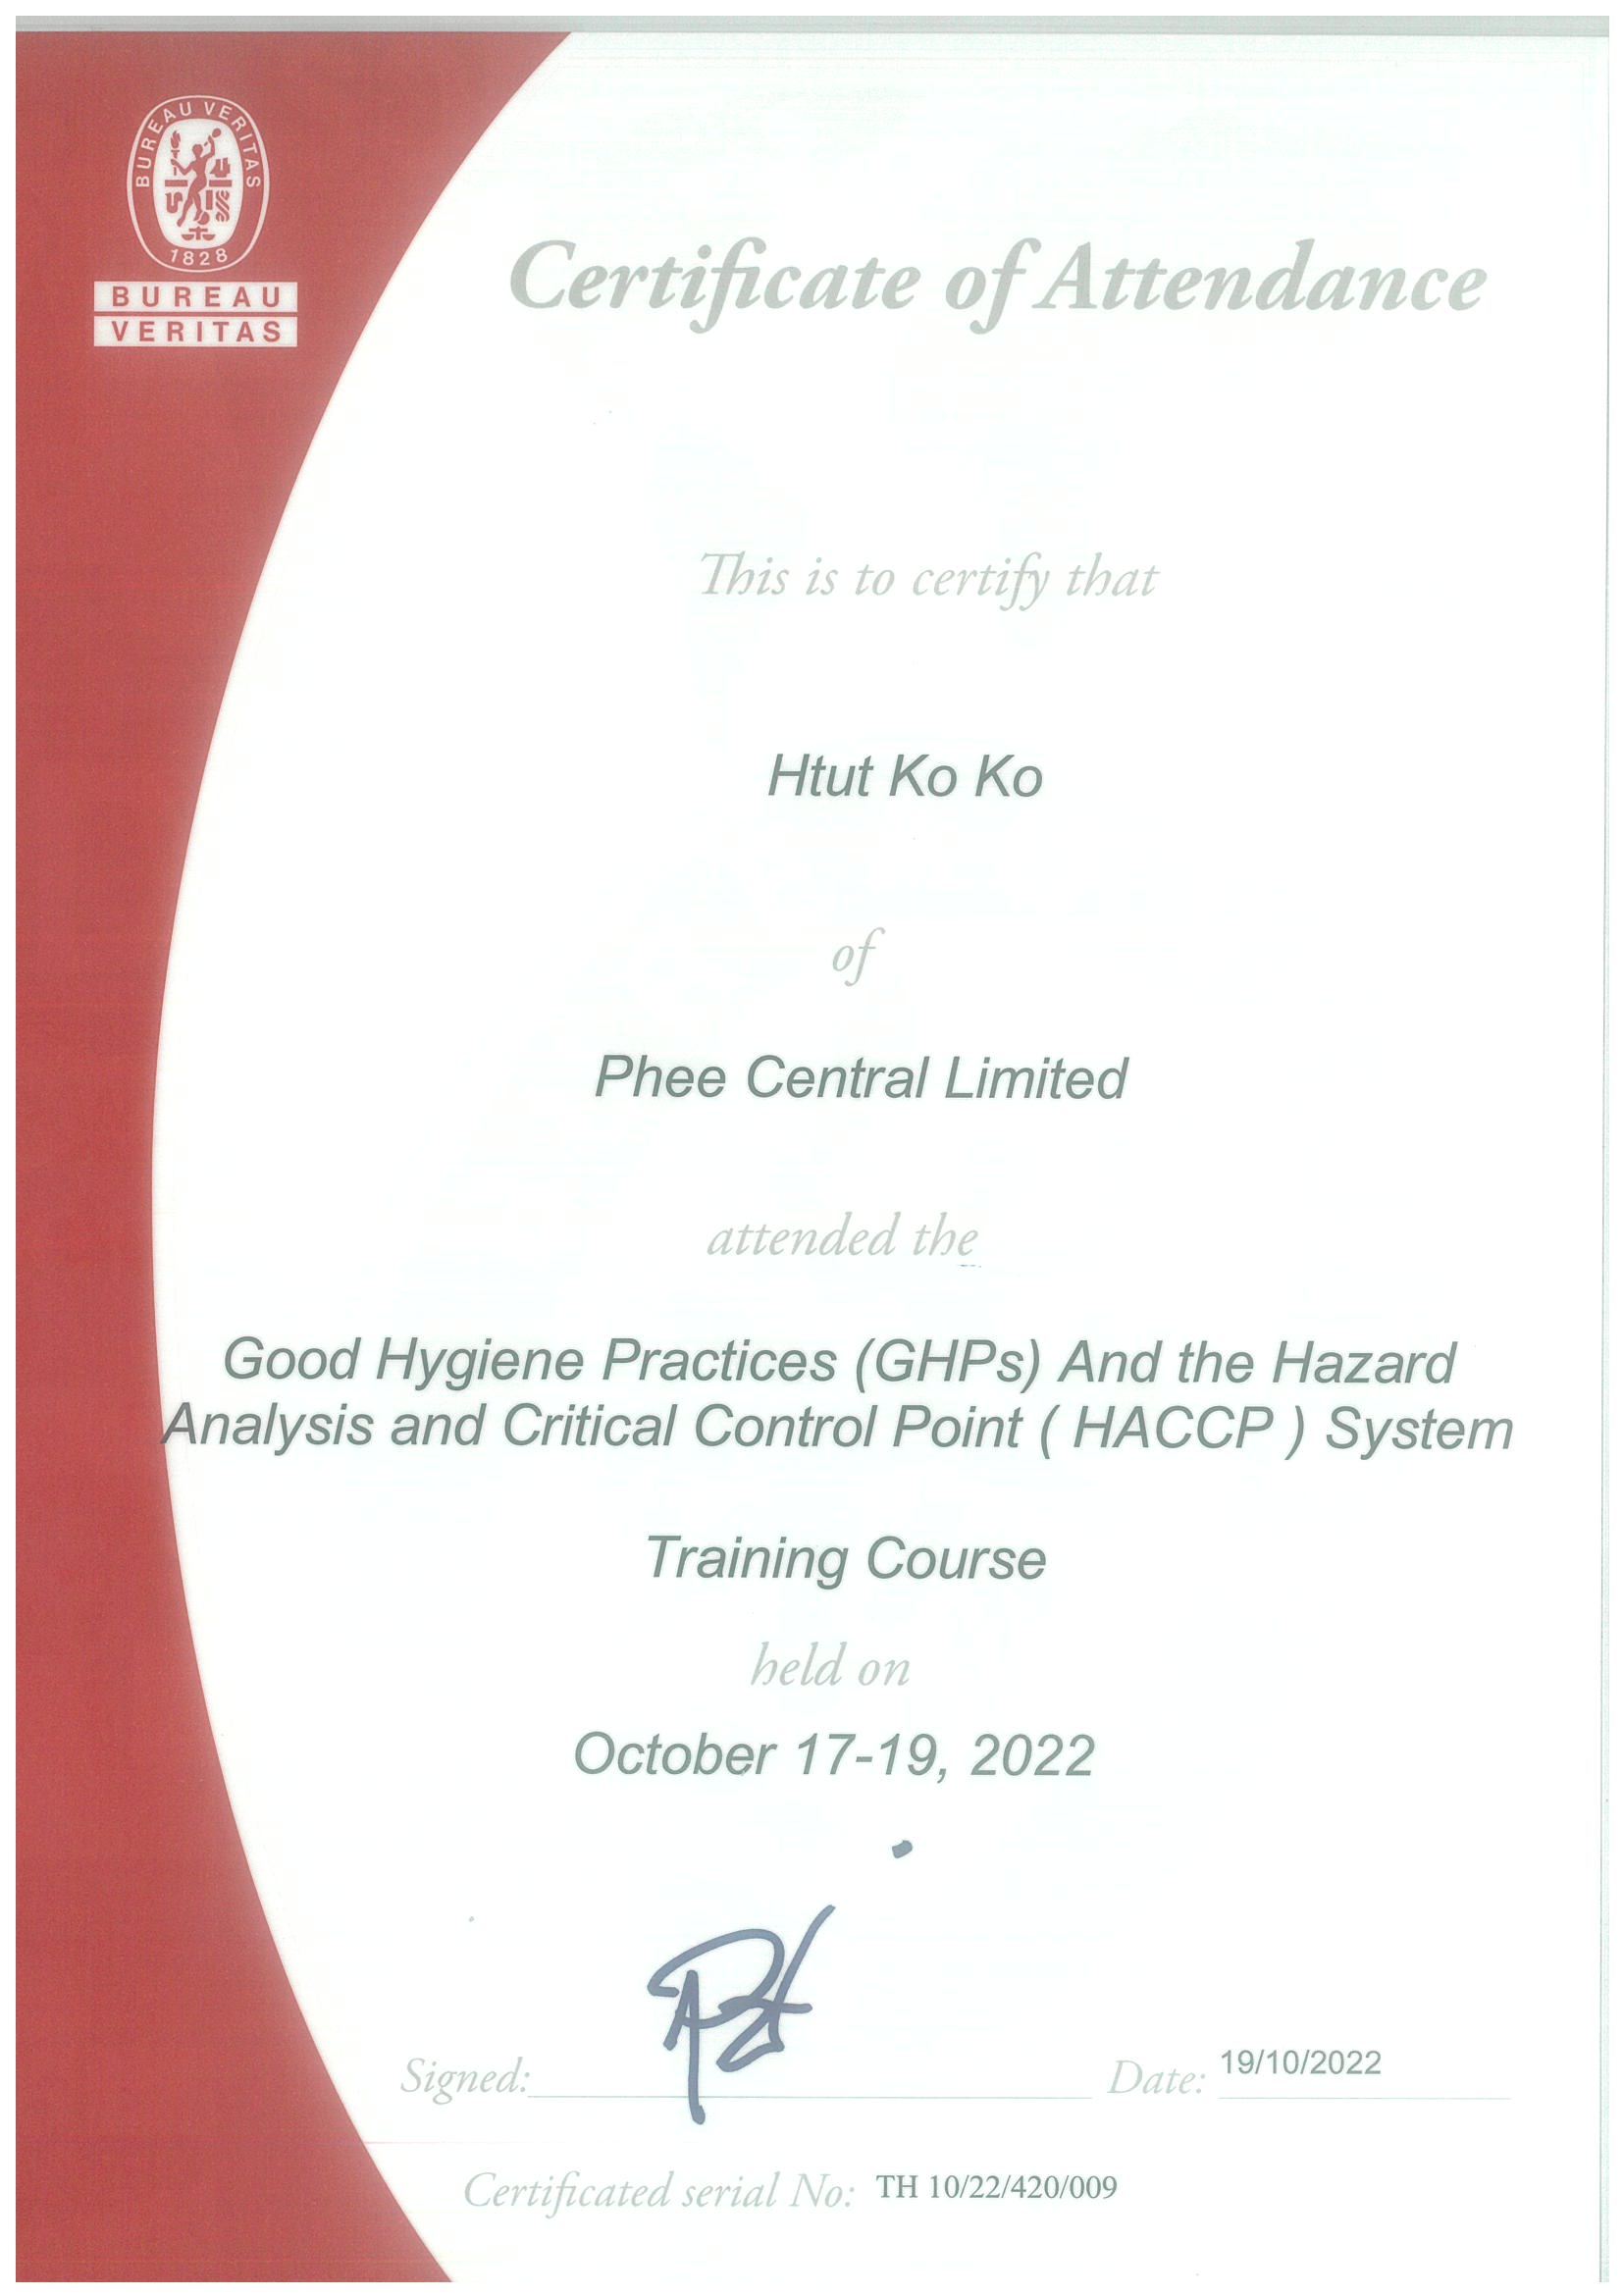 BUREAU VERITAS
1828
BUREAU
VERITAS
Certificate of Attendance
This is to certify that
Htut Ko Ko
of
Phee Central Limited
attended the
Good Hygiene Practices (GHPs) And the Hazard
Analysis and Critical Control Point ( HACCP ) System
Training Course
held on
October 17-19, 2022
Signed:
Date: 19/10/2022
Certificated serial No: TH 10/22/420/009